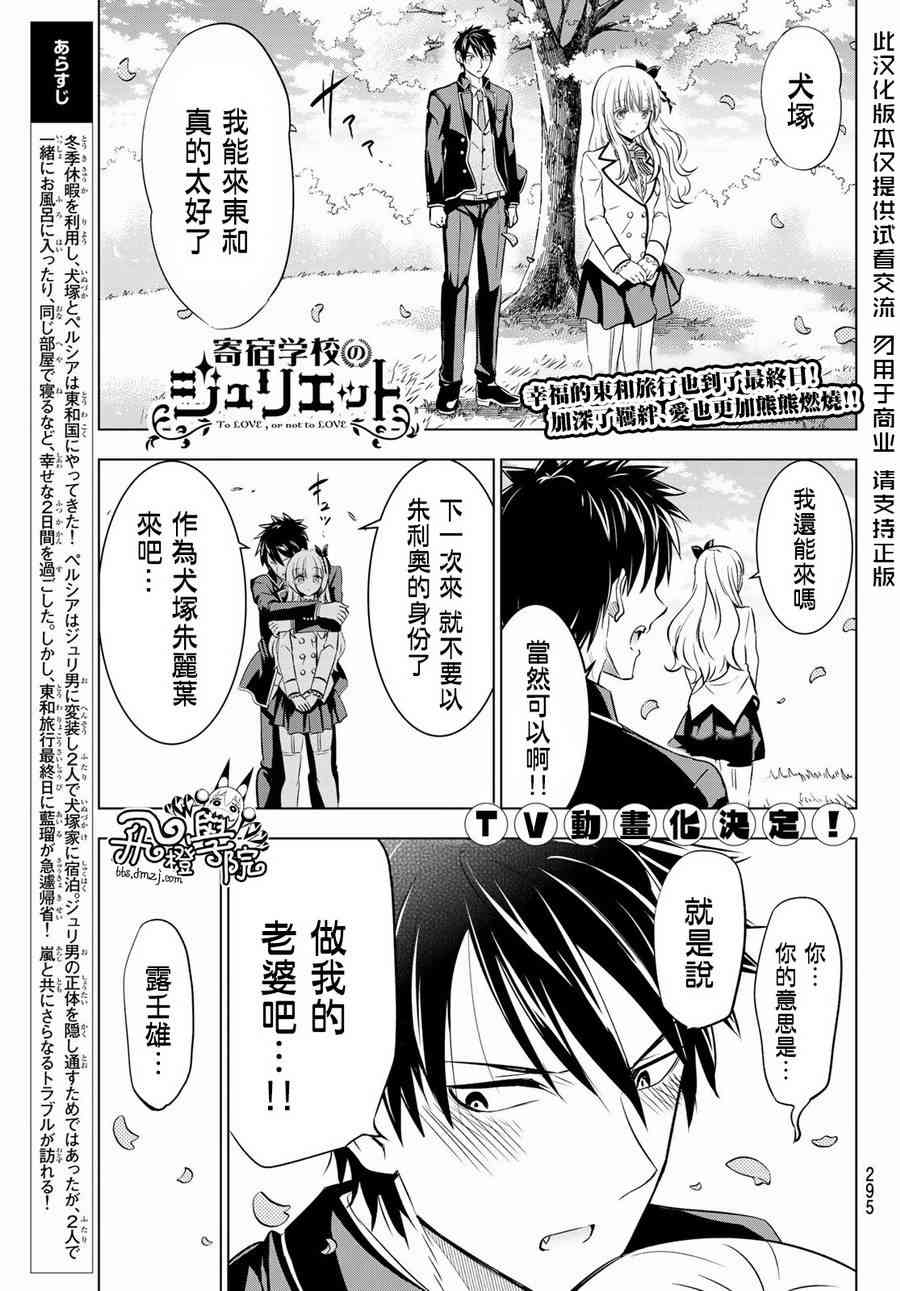 犬塚
我能來東和
真的太好了
寄宿学校の
ジュリエット
To LOVE, or not to LOVE
幸福的東和旅行也到了最終日!
加深了羈絆、愛也更加熊熊燃燒!!
我還能來嗎
當然可以啊!!
下一次來 就不要以
朱利奧的身份了
作為犬塚朱麗葉
來吧…
TV動畫化決定!
你…
你的意思是…
就是說
做我的
老婆吧…!!
露壬雄…
bbs.dmzj.com
295
此汉化版本仅提供试看交流 勿用于商业 请支持正版
あらすじ
冬季休暇を利用し、犬塚とペルシアは東和国にやってきた! ペルシアはジュリ男に変装し2人で犬塚家に宿泊。ジュリ男の正体を隠し通すためではあったが、2人で
一緒にお風呂に入ったり、同じ部屋で寝るなど、幸せな2日間を過ごした。しかし、東和旅行最終日に藍瑠が急遽帰省! 嵐と共にさらなるトラブルが訪れる!